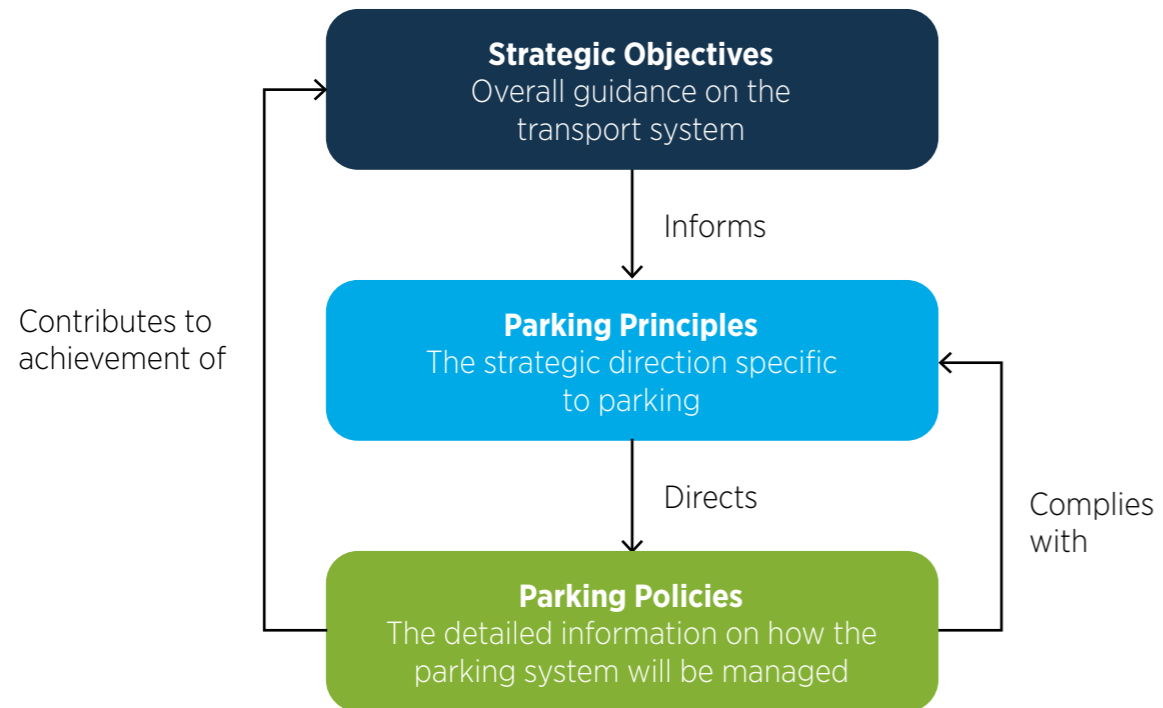 Strategic Objectives
Overall guidance on the
transport system
Informs
Contributes to
achievement of
Parking Principles
The strategic direction specific
to parking
Directs
Complies
with
Parking Policies
The detailed information on how the
parking system will be managed